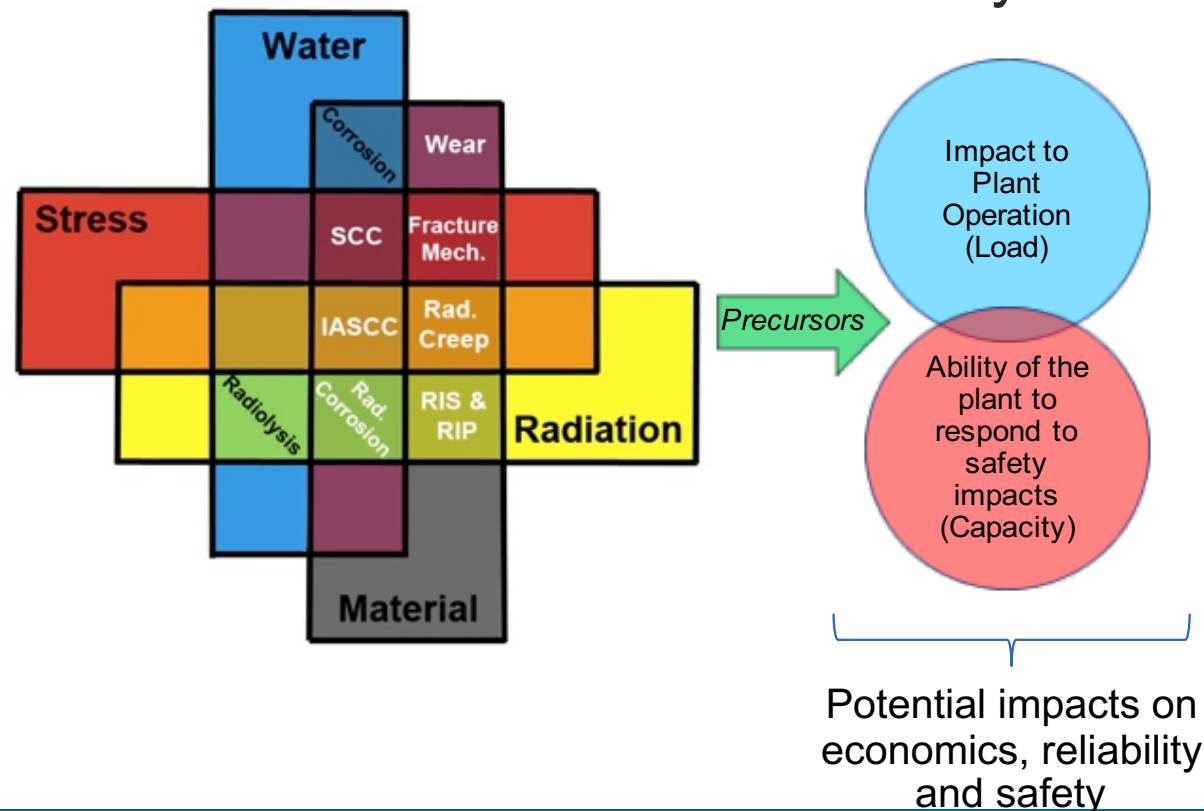 Water
Corrosion
Wear
Stress
SCC
Fracture
Mech.
IASCC
Rad.
Creep
Radiolysis
Rad.
Corrosion
RIS &
RIP
Radiation
Material
Precursors
Impact to
Plant
Operation
(Load)
Ability of the
plant to
respond to
safety
impacts
(Capacity)
Potential impacts on
economics, reliability
and safety